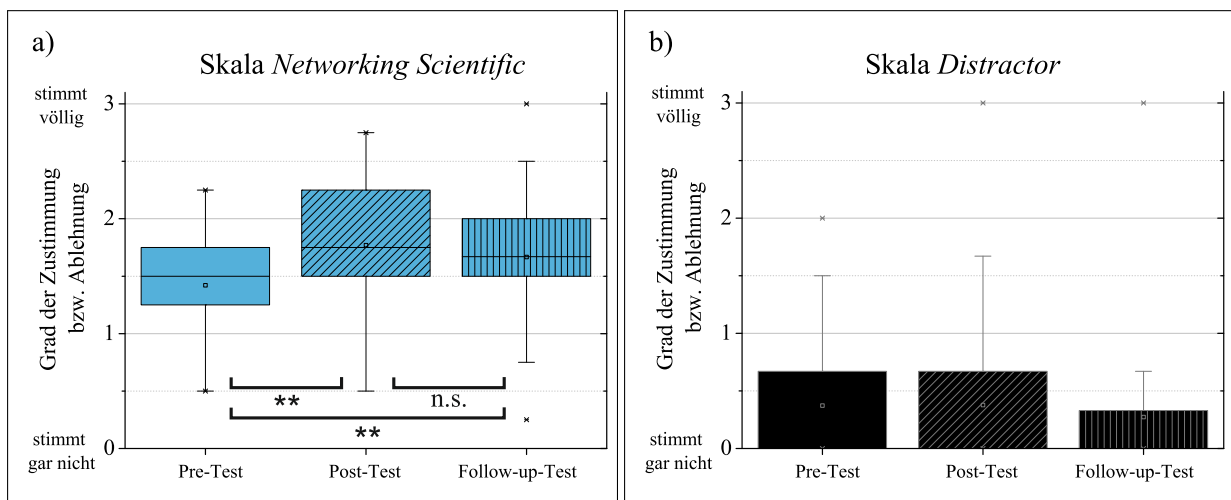 a)
Skala Networking Scientific
stimmt
völlig
3
2
1
0
Grad der Zustimmung
bzw. Ablehnung
stimmt
gar nicht
**
n.s.
**
Pre-Test
Post-Test
Follow-up-Test
b)
Skala Distractor
stimmt
völlig
3
2
1
0
Grad der Zustimmung
bzw. Ablehnung
stimmt
gar nicht
Pre-Test
Post-Test
Follow-up-Test